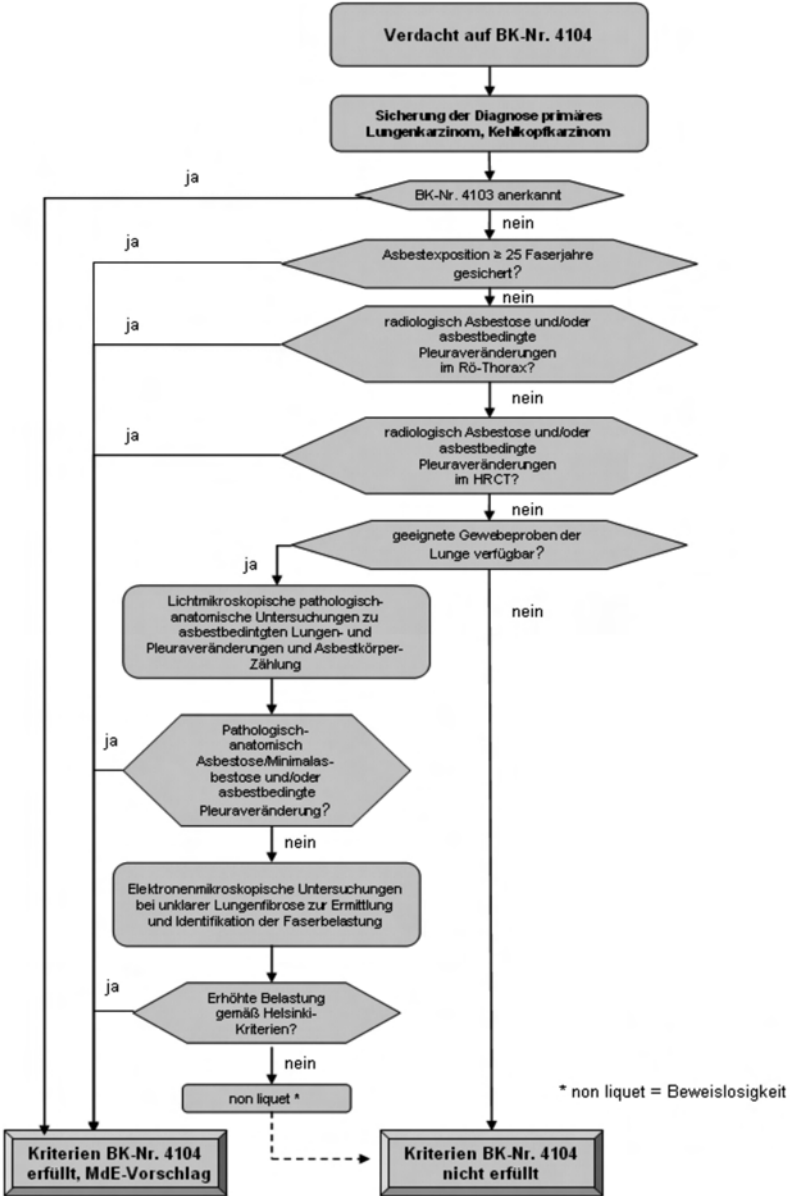 Verdacht auf BK-Nr. 4104
Sicherung der Diagnose primäres
Lungenkarzinom, Kehlkopfkarzinom
ja
BK-Nr. 4103 anerkannt
nein
ja
Asbestexposition ≥ 25 Faserjahre
gesichert?
nein
ja
radiologisch Asbestose und/oder
asbestbedingte
Pleuraveränderungen
im Rö-Thorax?
nein
ja
radiologisch Asbestose und/oder
asbestbedingte
Pleuraveränderungen
im HRCT?
nein
geeignete Gewebeproben der
Lunge verfügbar?
ja
nein
Lichtmikroskopische pathologisch-
anatomische Untersuchungen zu
asbestbedintgten Lungen- und
Pleuraveränderungen und Asbestkörper-
Zählung
ja
Pathologisch-
anatomisch
Asbestose/Minimalas-
bestose und/oder
asbestbedingte
Pleuraveränderung?
nein
Elektronenmikroskopische Untersuchungen
bei unklarer Lungenfibrose zur Ermittlung
und Identifikation der Faserbelastung
ja
Erhöhte Belastung
gemäß Helsinki-
Kriterien?
nein
non liquet *
* non liquet = Beweislosigkeit
Kriterien BK-Nr. 4104
erfüllt, MdE-Vorschlag
Kriterien BK-Nr. 4104
nicht erfüllt